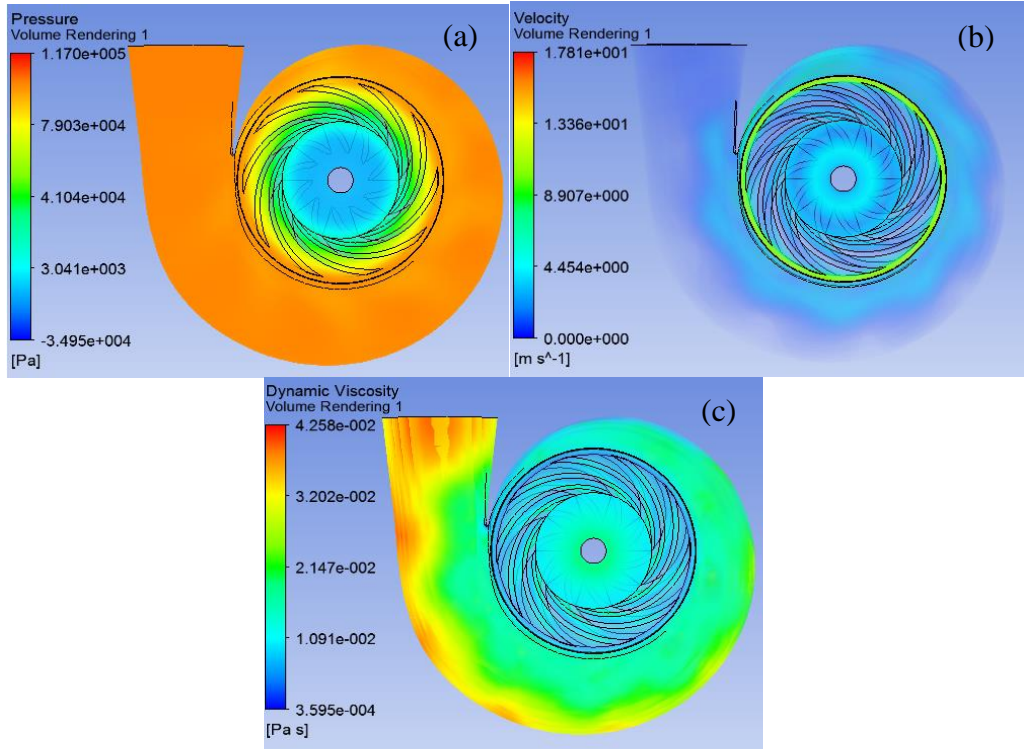 Pressure
Volume Rendering 1
(a)
1.170e+005
7.903e+004
4.104e+004
3.041e+003
-3.495e+004
[Pa]
Velocity
Volume Rendering 1
(b)
1.781e+001
1.336e+001
8.907e+000
4.454e+000
0.000e+000
[m s^-1]
Dynamic Viscosity
Volume Rendering 1
(c)
4.258e-002
3.202e-002
2.147e-002
1.091e-002
3.595e-004
[Pa s]